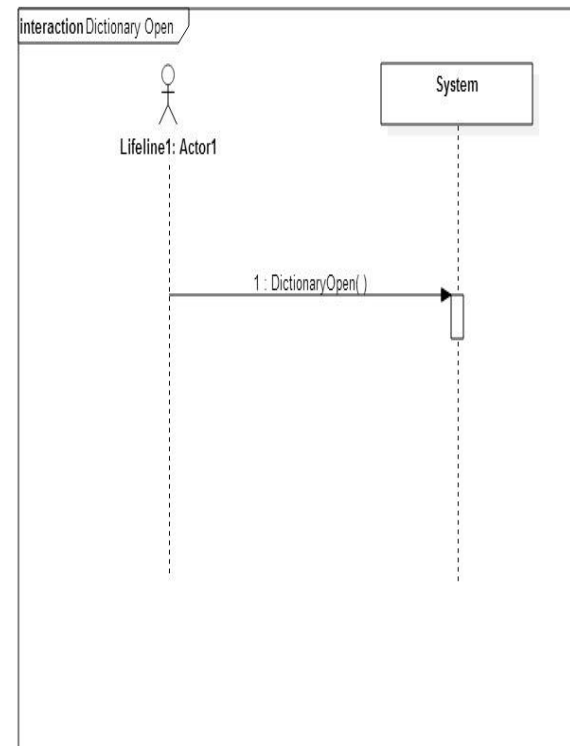 interaction Dictionary Open
System
Lifeline1: Actor1
1 : DictionaryOpen( )